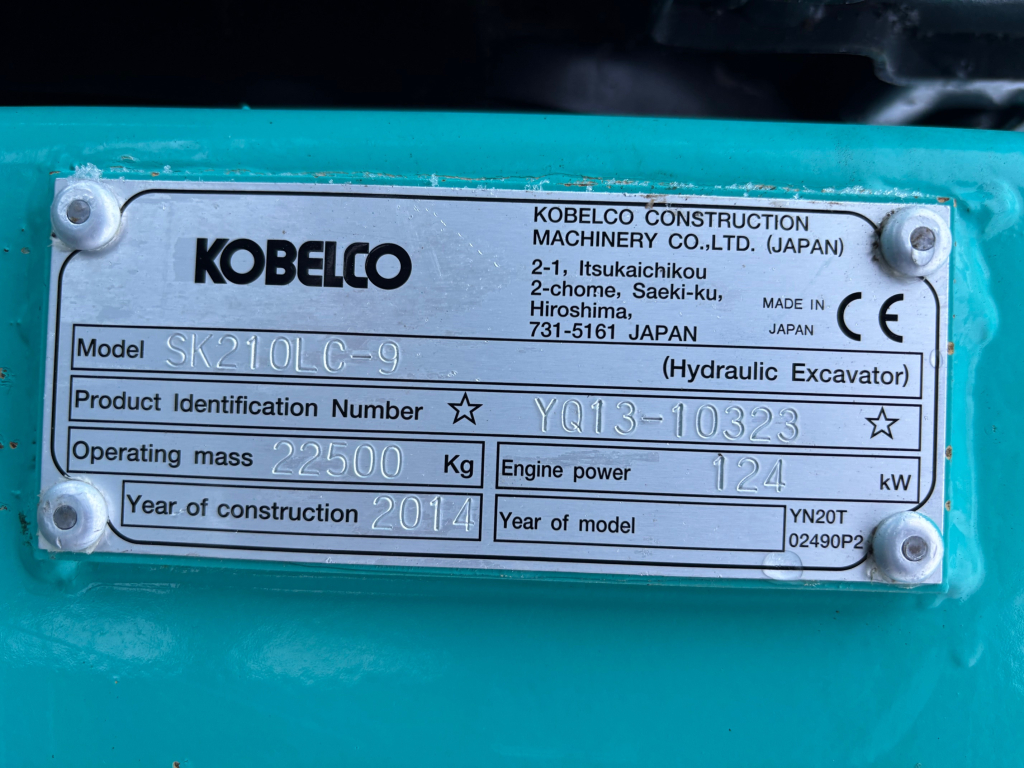 KOBELCO
KOBELCO CONSTRUCTION
MACHINERY CO.,LTD. (JAPAN)
2-1, Itsukaichikou
2-chome, Saeki-ku,
Hiroshima,
731-5161 JAPAN
MADE IN
JAPAN
CE
Model SK210LC-9 (Hydraulic Excavator)
Product Identification Number ☆ YQ13-10323 ☆
Operating mass 22500 Kg
Engine power 124 kW
Year of construction 2014
Year of model
YN20T
02490P2